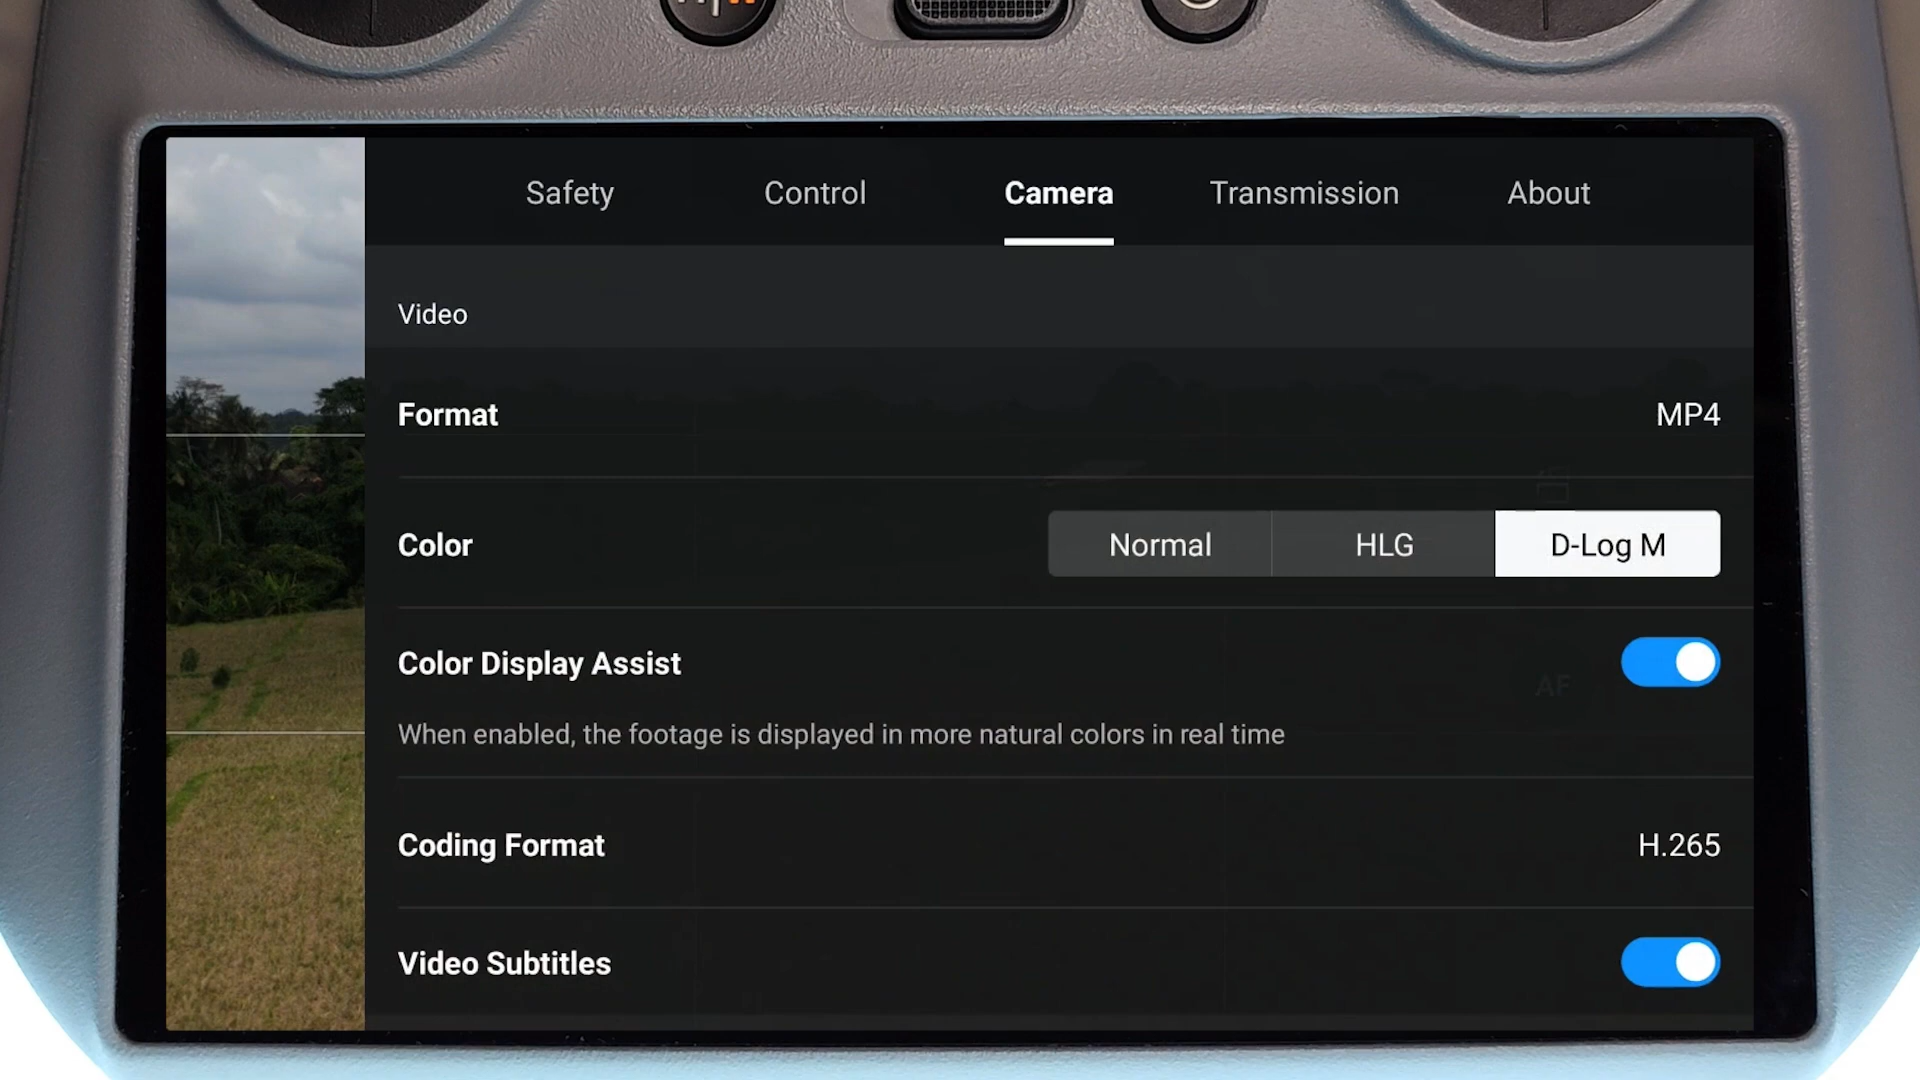 Safety Control Camera Transmission About
Video
Format MP4
Color Normal HLG D-Log M
Color Display Assist
AF
When enabled, the footage is displayed in more natural colors in real time
Coding Format H.265
Video Subtitles